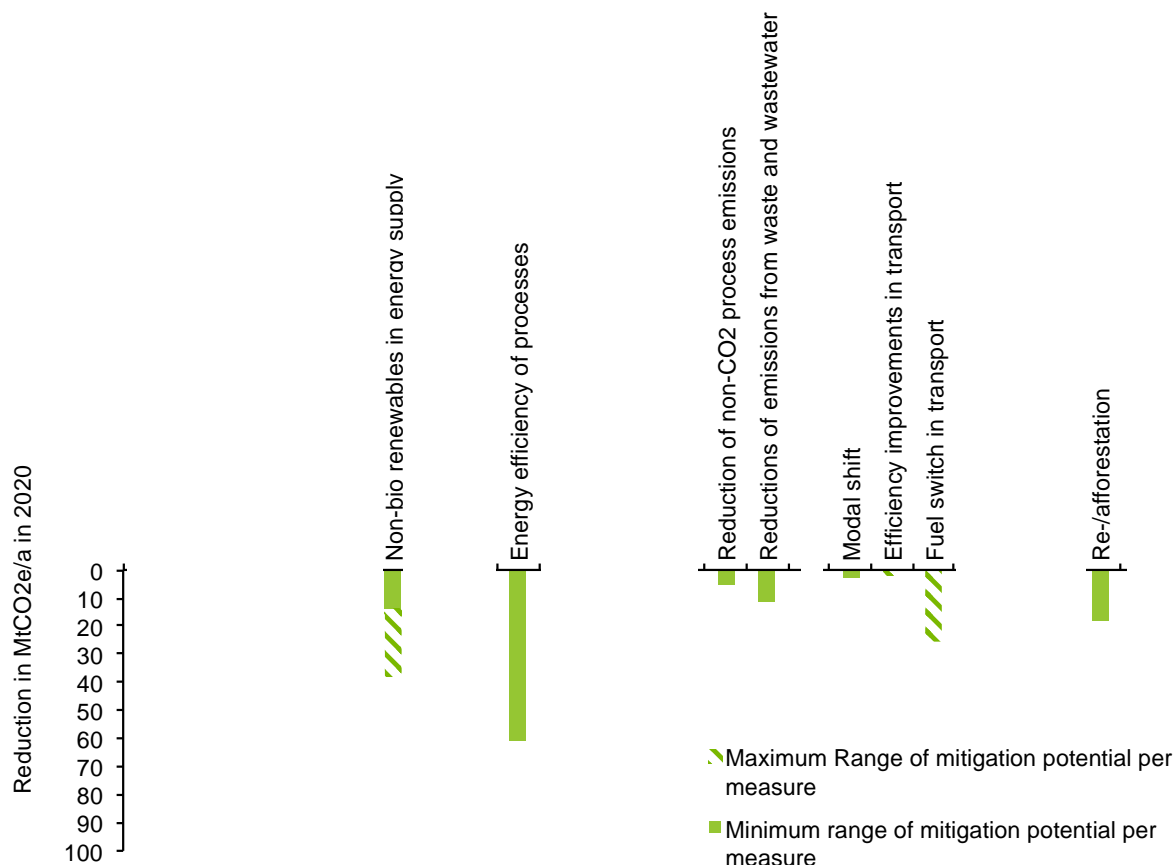 Reduction in MtCO2e/a in 2020
0
10
20
30
40
50
60
70
80
90
100
Non-bio renewables in energy supply
Energy efficiency of processes
Reduction of non-CO2 process emissions
Reductions of emissions from waste and wastewater
Modal shift
Efficiency improvements in transport
Fuel switch in transport
Re-/afforestation
Maximum Range of mitigation potential per
measure
Minimum range of mitigation potential per
measure